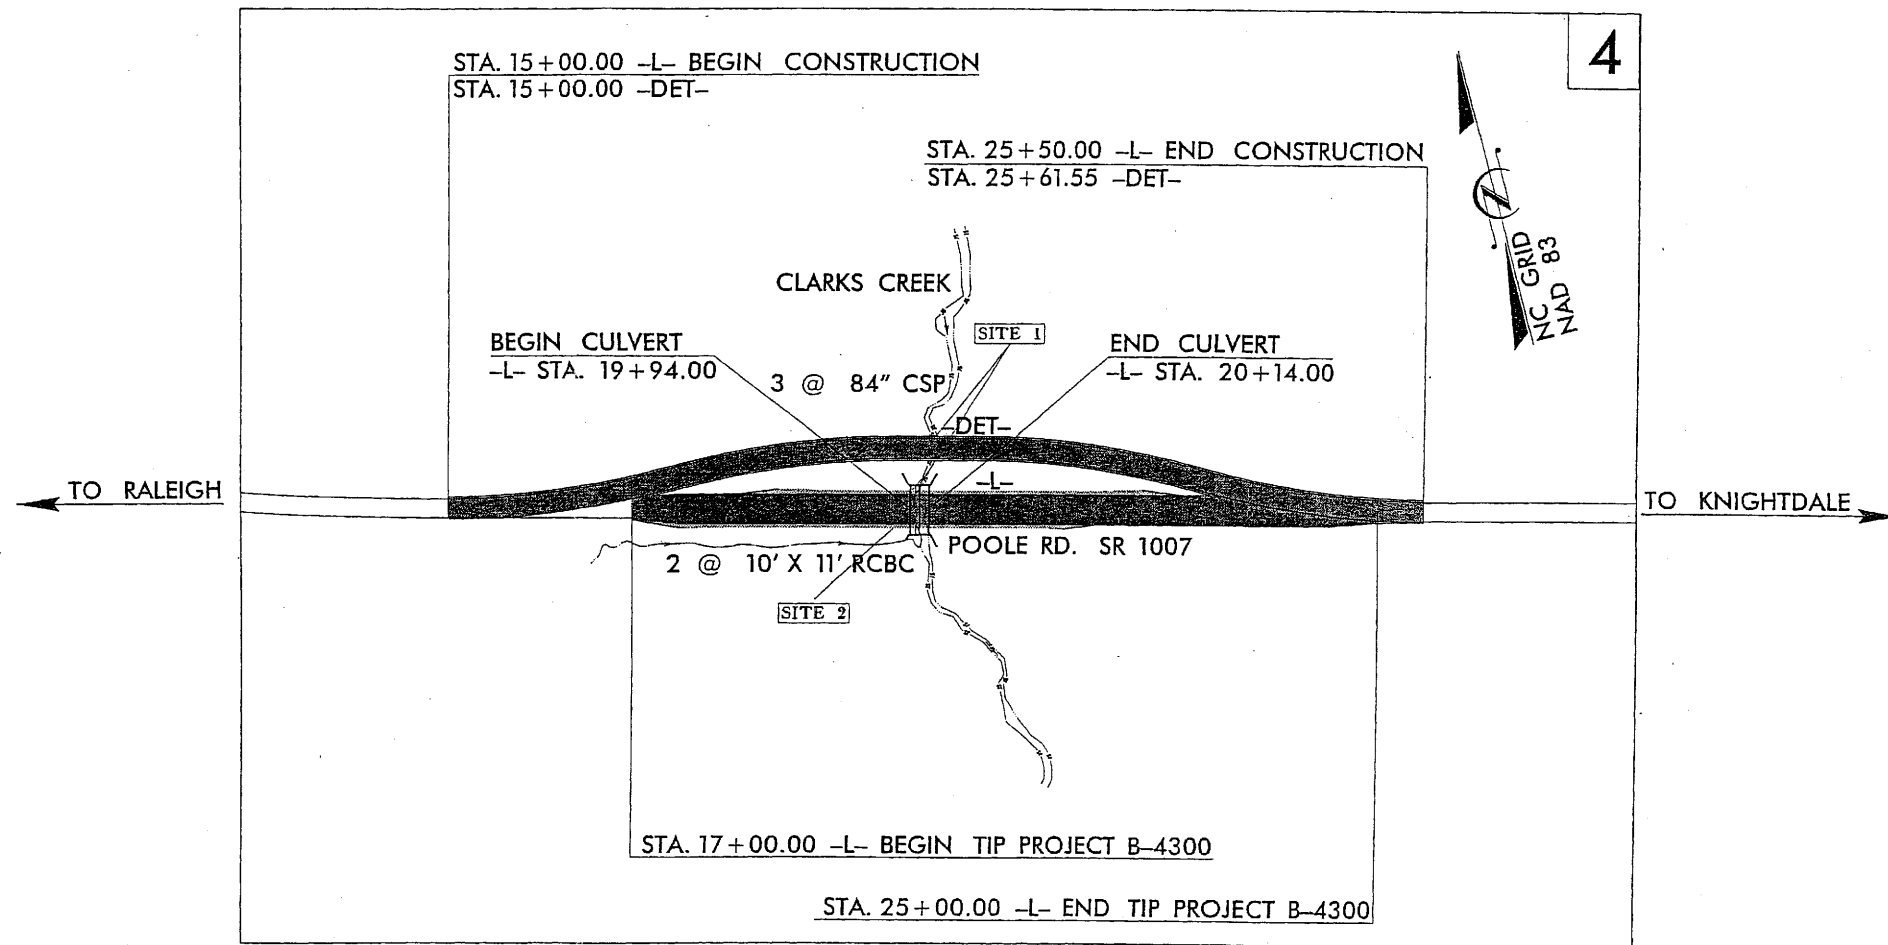 4
STA. 15+00.00 -L- BEGIN CONSTRUCTION
STA. 15+00.00 -DET-
STA. 25+50.00 -L- END CONSTRUCTION
STA. 25+61.55 -DET-
NC GRID
NAD 83
CLARKS CREEK
SITE 1
BEGIN CULVERT
-L- STA. 19+94.00
3 @ 84" CSP
END CULVERT
-L- STA. 20+14.00
-DET-
-L-
TO RALEIGH
TO KNIGHTDALE
POOLE RD. SR 1007
2 @ 10' X 11' RCBC
SITE 2
STA. 17+00.00 -L- BEGIN TIP PROJECT B-4300
STA. 25+00.00 -L- END TIP PROJECT B-4300